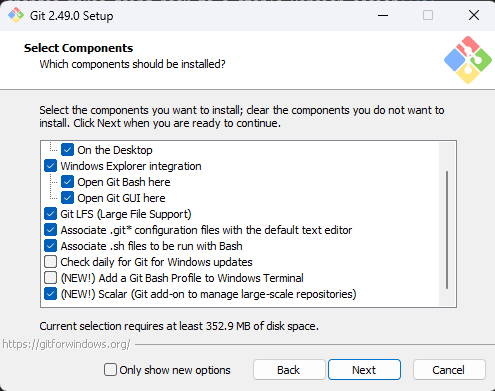 Git 2.49.0 Setup
Select Components
Which components should be installed?
Select the components you want to install; clear the components you do not want to
install. Click Next when you are ready to continue.
On the Desktop
Windows Explorer integration
Open Git Bash here
Open Git GUI here
Git LFS (Large File Support)
Associate .git* configuration files with the default text editor
Associate .sh files to be run with Bash
Check daily for Git for Windows updates
(NEW!) Add a Git Bash Profile to Windows Terminal
(NEW!) Scalar (Git add-on to manage large-scale repositories)
Current selection requires at least 352.9 MB of disk space.
https://gitforwindows.org/
Only show new options
Back
Next
Cancel